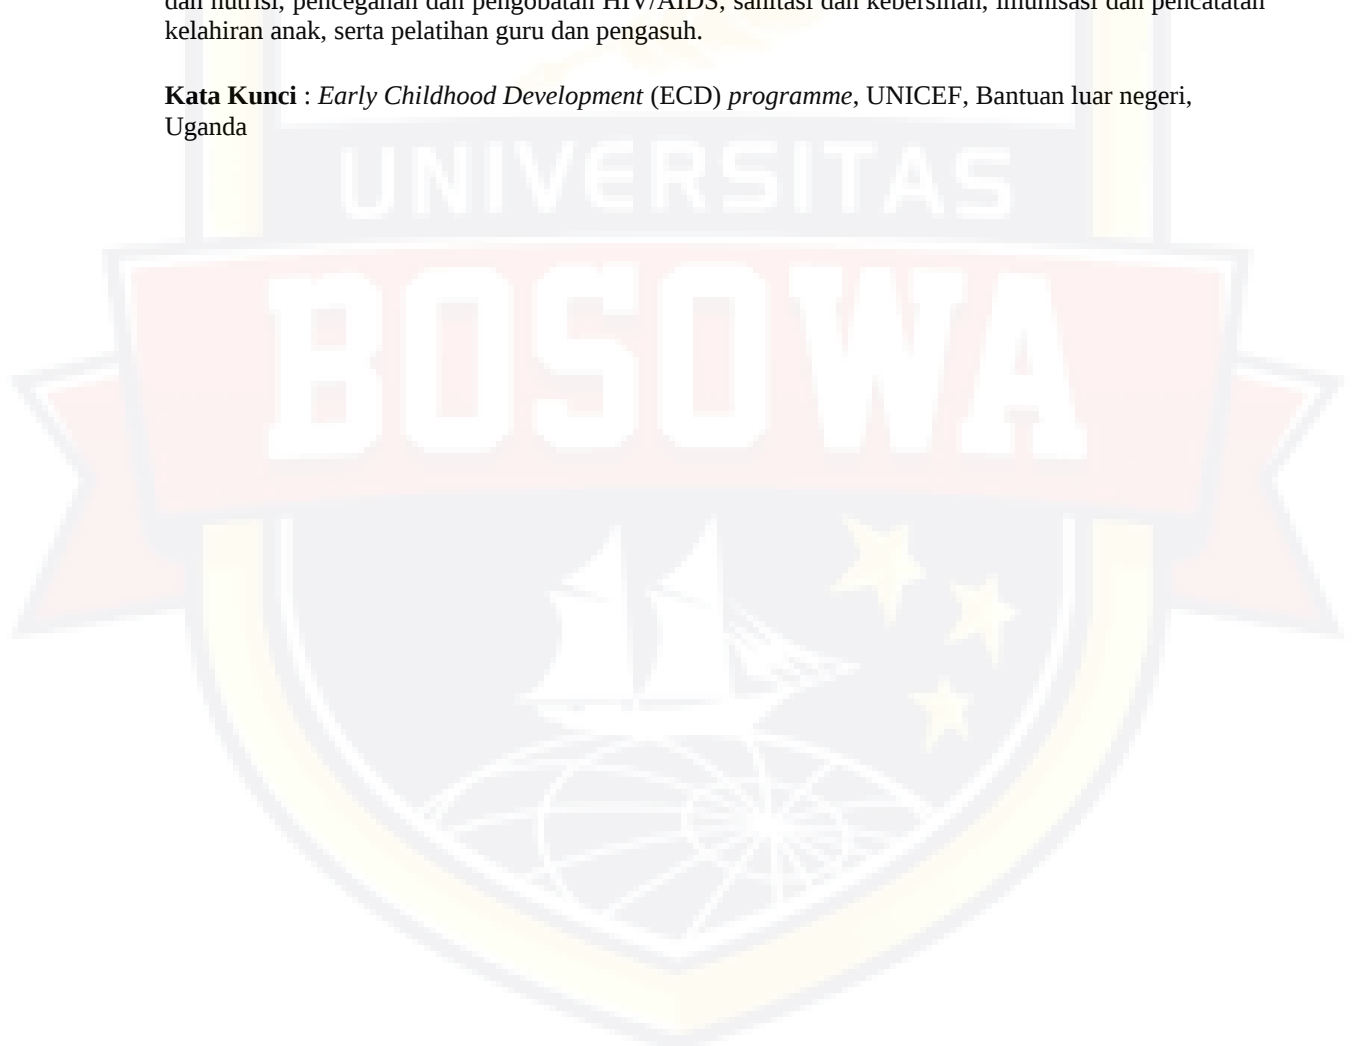 dan nutrisi, pencegahan dan pengobatan HIV/AIDS, sanitasi dan kebersihan, imunisasi dan pencatatan
kelahiran anak, serta pelatihan guru dan pengasuh.
Kata Kunci : Early Childhood Development (ECD) programme, UNICEF, Bantuan luar negeri,
Uganda
UNIVERSITAS
BOSOWA